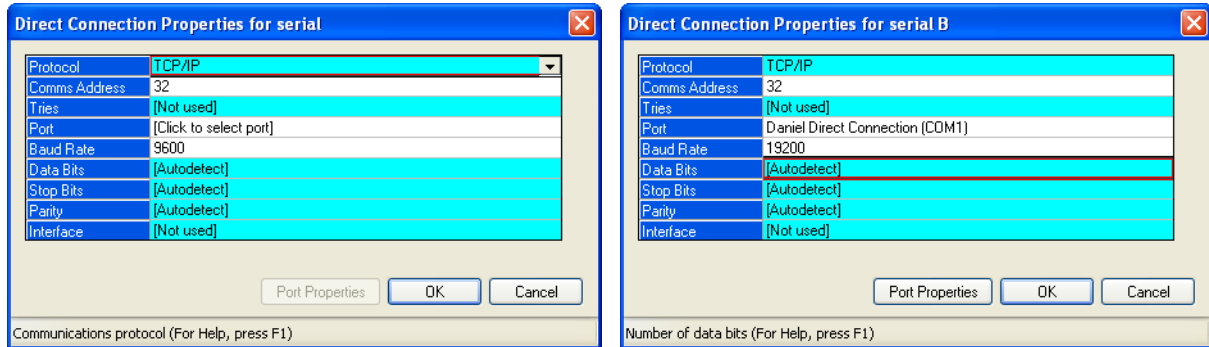 Direct Connection Properties for serial
Protocol TCP/IP
Comms Address 32
Tries [Not used]
Port [Click to select port]
Baud Rate 9600
Data Bits [Autodetect]
Stop Bits [Autodetect]
Parity [Autodetect]
Interface [Not used]
Port Properties OK Cancel
Communications protocol (For Help, press F1)
Direct Connection Properties for serial B
Protocol TCP/IP
Comms Address 32
Tries [Not used]
Port Daniel Direct Connection (COM1)
Baud Rate 19200
Data Bits [Autodetect]
Stop Bits [Autodetect]
Parity [Autodetect]
Interface [Not used]
Port Properties OK Cancel
Number of data bits (For Help, press F1)